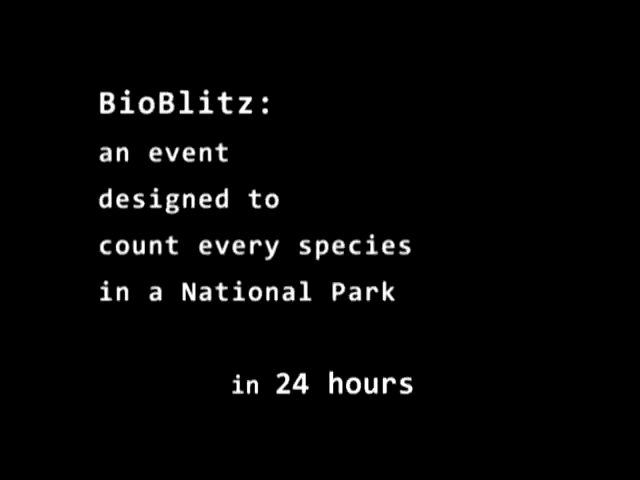 BioBlitz:
an event
designed to
count every species
in a National Park
in 24 hours